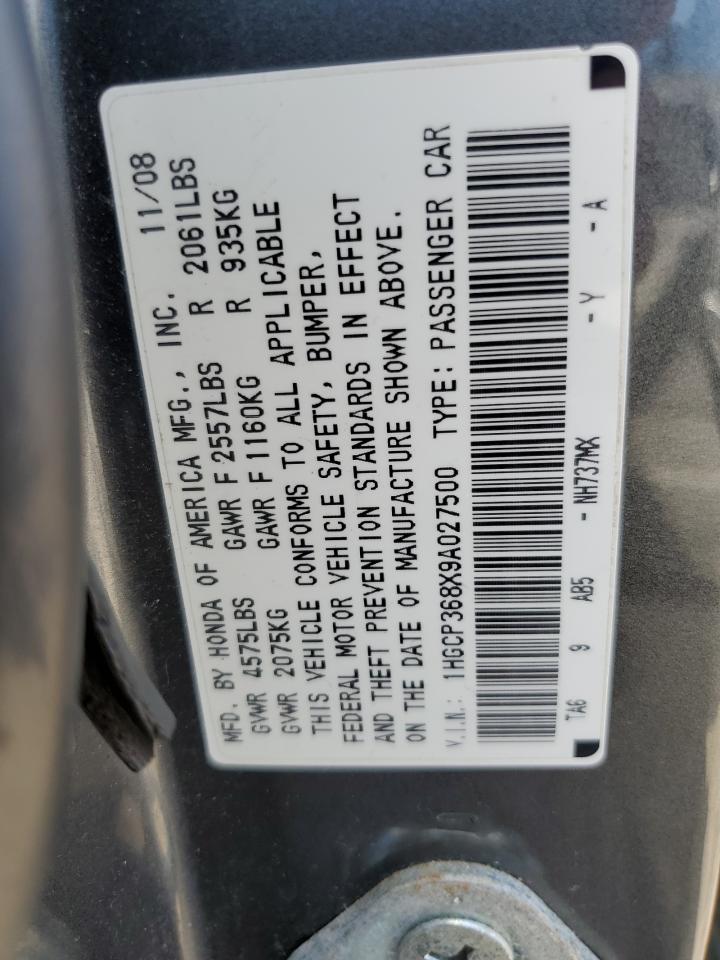 MFD. BY HONDA OF AMERICA MFG., INC. 11/08
GVWR 4575LBS GAWR F 2557LBS R 2061LBS
GVWR 2075KG GAWR F 1160KG R 935KG
THIS VEHICLE CONFORMS TO ALL APPLICABLE
FEDERAL MOTOR VEHICLE SAFETY, BUMPER,
AND THEFT PREVENTION STANDARDS IN EFFECT
ON THE DATE OF MANUFACTURE SHOWN ABOVE.
V.I.N.: 1HGCP368X9A027500 TYPE: PASSENGER CAR
TA6 9 AB5 - NH737MX - Y - A